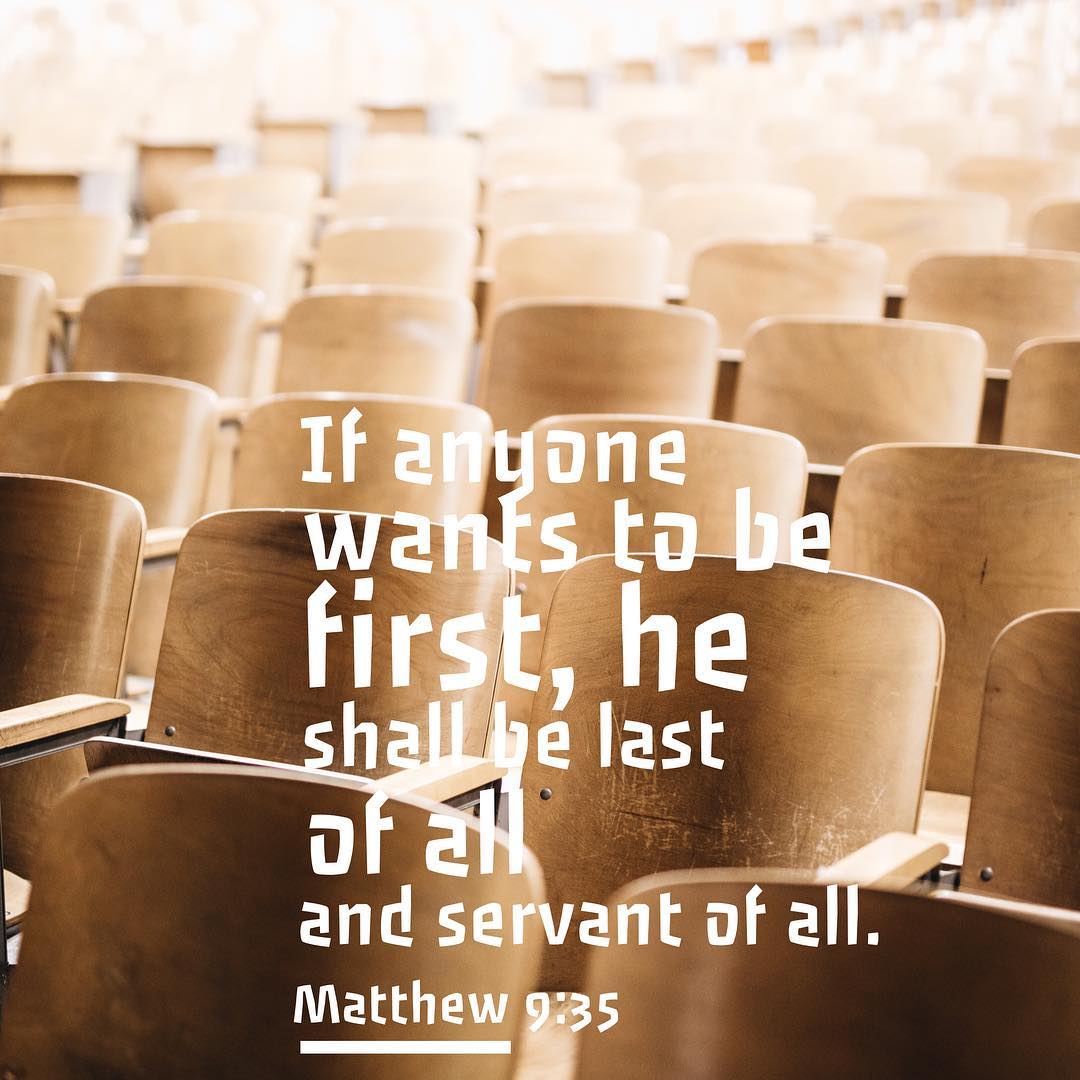 If anyone
wants to be
first, he
shall be last
of all
and servant of all.
Matthew 9:35